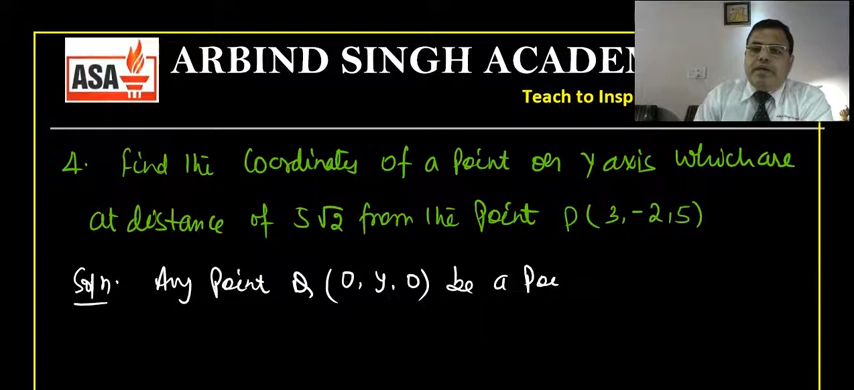 ASA
ARBIND SINGH ACADEM
Teach to Insp
4. Find the Coordinates of a point on y axis which are
at distance of 5√2 from the point P(3,-2,5)
Soln. Any Point Q (0, y, 0) be a Poi